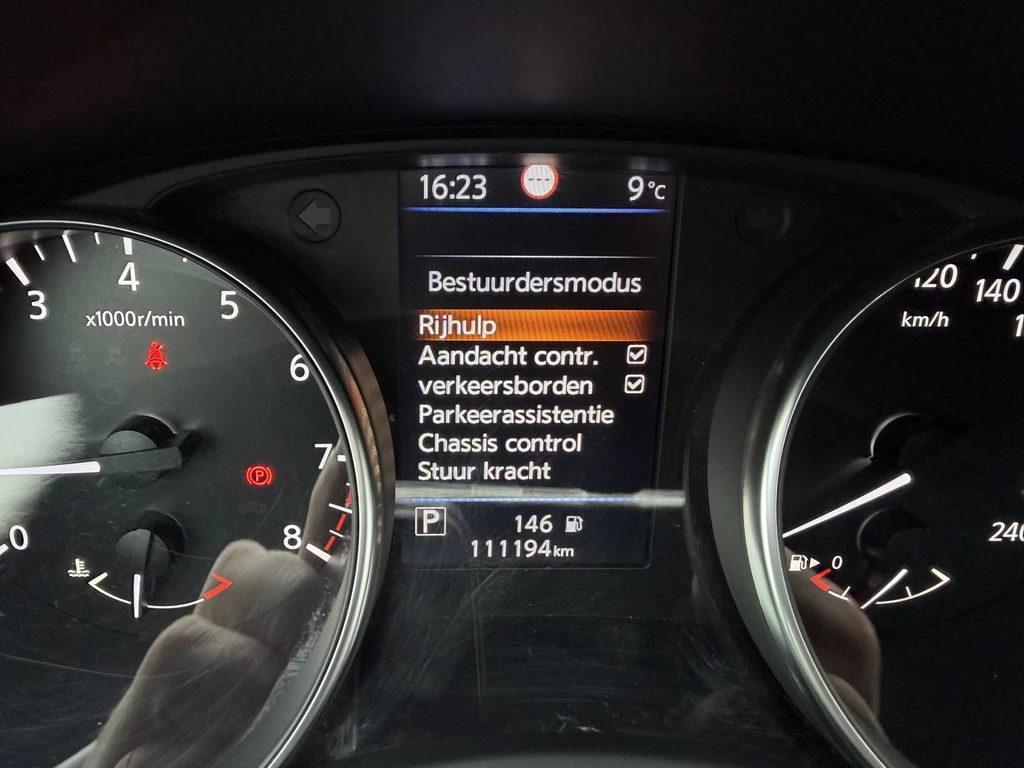 16:23
9°C
Bestuurdersmodus
Rijhulp
Aandacht contr.
verkeersborden
Parkeerassistentie
Chassis control
Stuur kracht
P
146
111194km
3
4
5
x1000r/min
6
7
8
0
P
120
140
km/h
240
0